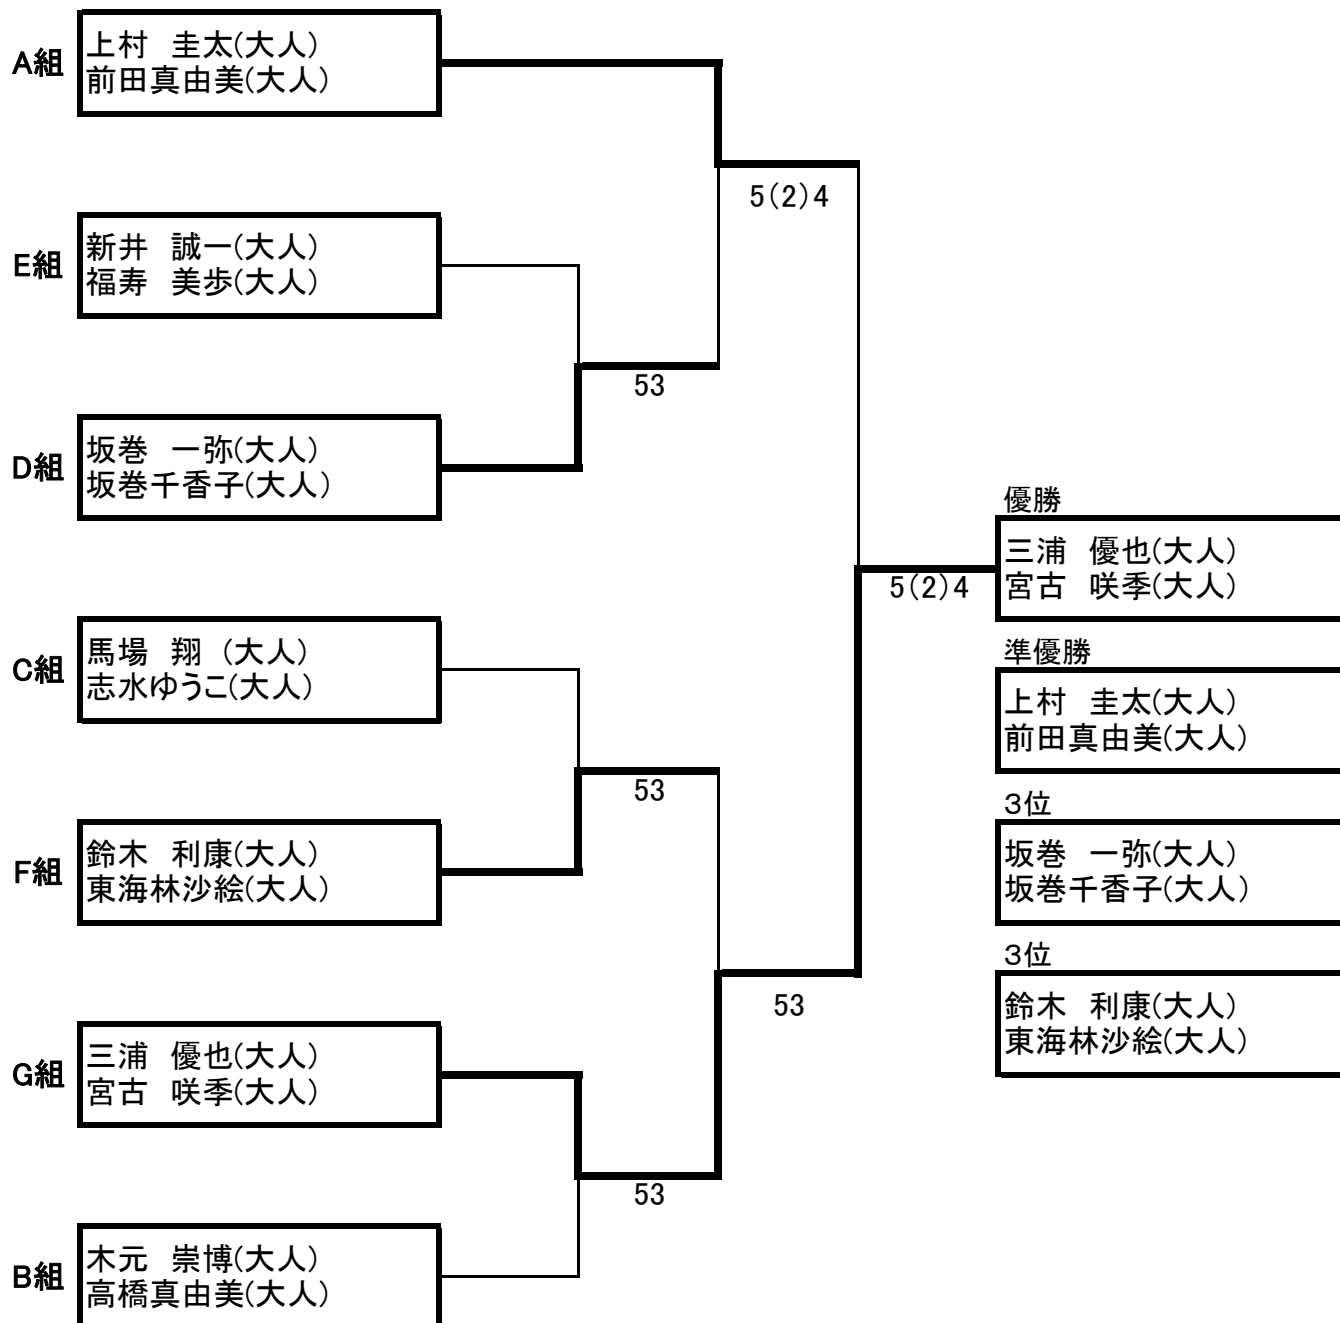 A組
上村　圭太(大人)
前田真由美(大人)
5(2)4
E組
新井　誠一(大人)
福寿　美歩(大人)
53
D組
坂巻　一弥(大人)
坂巻千香子(大人)
C組
馬場　翔　(大人)
志水ゆうこ(大人)
53
F組
鈴木　利康(大人)
東海林沙絵(大人)
53
G組
三浦　優也(大人)
宮古　咲季(大人)
53
B組
木元　崇博(大人)
高橋真由美(大人)
5(2)4
優勝
三浦　優也(大人)
宮古　咲季(大人)
準優勝
上村　圭太(大人)
前田真由美(大人)
３位
坂巻　一弥(大人)
坂巻千香子(大人)
３位
鈴木　利康(大人)
東海林沙絵(大人)